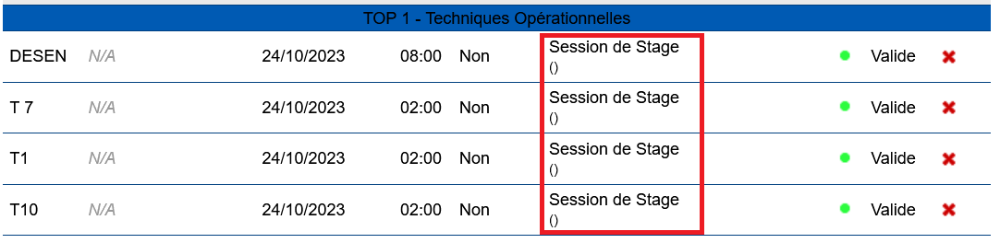 TOP 1 - Techniques Opérationnelles
DESEN N/A 24/10/2023 08:00 Non Session de Stage Valide
()
T 7 N/A 24/10/2023 02:00 Non Session de Stage Valide
()
T1 N/A 24/10/2023 02:00 Non Session de Stage Valide
()
T10 N/A 24/10/2023 02:00 Non Session de Stage Valide
()